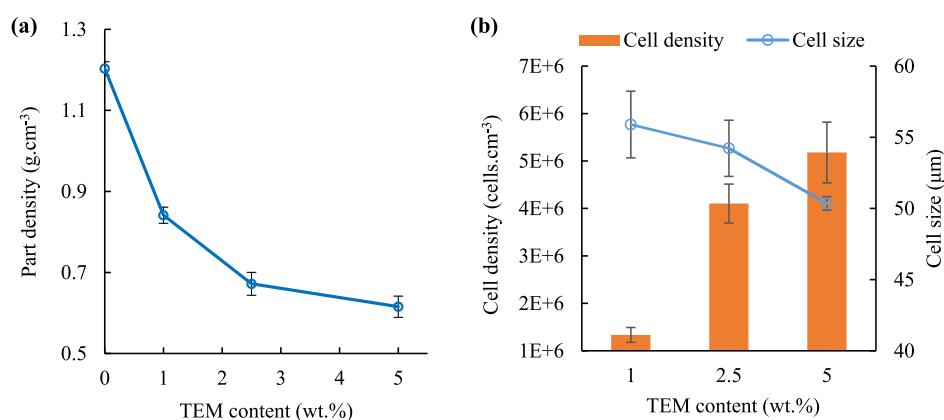 (a)
Part density (g.cm-3)
1.3
1.1
0.9
0.7
0.5
0 1 2 3 4 5
TEM content (wt.%)
(b)
Cell density Cell size
Cell density (cells.cm-3)
7E+6
6E+6
5E+6
4E+6
3E+6
2E+6
1E+6
60
55
50
45
40
Cell size (μm)
1 2.5 5
TEM content (wt.%)